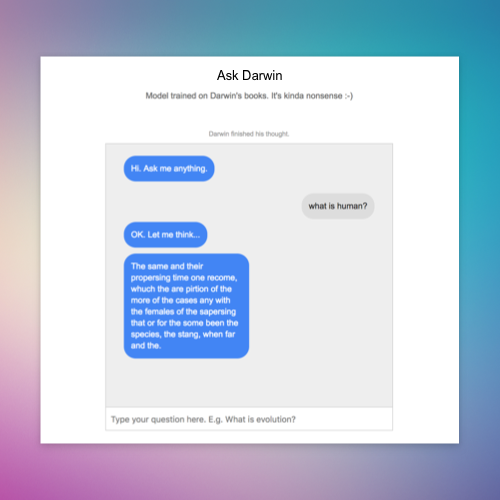 Ask Darwin
Model trained on Darwin's books. It's kinda nonsense :-)
Darwin finished his thought.
Hi. Ask me anything.
what is human?
OK. Let me think...
The same and their
propersing time one recome,
whuch the are pirtion of the
more of the cases any with
the females of the sapersing
that or for the some been the
species, the stang, when far
and the.
Type your question here. E.g. What is evolution?